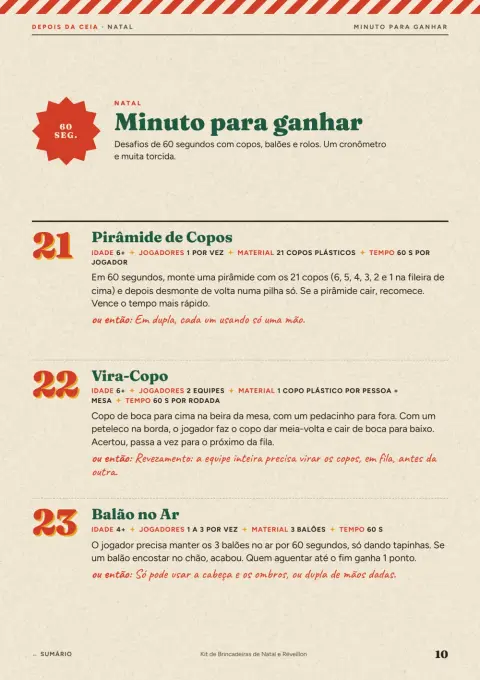 DEPOIS DA CEIA · NATAL
MINUTO PARA GANHAR
60
SEG.
NATAL
Minuto para ganhar
Desafios de 60 segundos com copos, balões e rolos. Um cronômetro
e muita torcida.
21
Pirâmide de Copos
IDADE 6+ ✦ JOGADORES 1 POR VEZ ✦ MATERIAL 21 COPOS PLÁSTICOS ✦ TEMPO 60 S POR
JOGADOR
Em 60 segundos, monte uma pirâmide com os 21 copos (6, 5, 4, 3, 2 e 1 na fileira de
cima) e depois desmonte de volta numa pilha só. Se a pirâmide cair, recomece.
Vence o tempo mais rápido.
ou então: Em dupla, cada um usando só uma mão.
22
Vira-Copo
IDADE 6+ ✦ JOGADORES 2 EQUIPES ✦ MATERIAL 1 COPO PLÁSTICO POR PESSOA +
MESA ✦ TEMPO 60 S POR RODADA
Copo de boca para cima na beira da mesa, com um pedacinho para fora. Com um
peteleco na borda, o jogador faz o copo dar meia-volta e cair de boca para baixo.
Acertou, passa a vez para o próximo da fila.
ou então: Revezamento: a equipe inteira precisa virar os copos, em fila, antes da
outra.
23
Balão no Ar
IDADE 4+ ✦ JOGADORES 1 A 3 POR VEZ ✦ MATERIAL 3 BALÕES ✦ TEMPO 60 S
O jogador precisa manter os 3 balões no ar por 60 segundos, só dando tapinhas. Se
um balão encostar no chão, acabou. Quem aguentar até o fim ganha 1 ponto.
ou então: Só pode usar a cabeça e os ombros, ou dupla de mãos dadas.
← SUMÁRIO
Kit de Brincadeiras de Natal e Réveillon
10